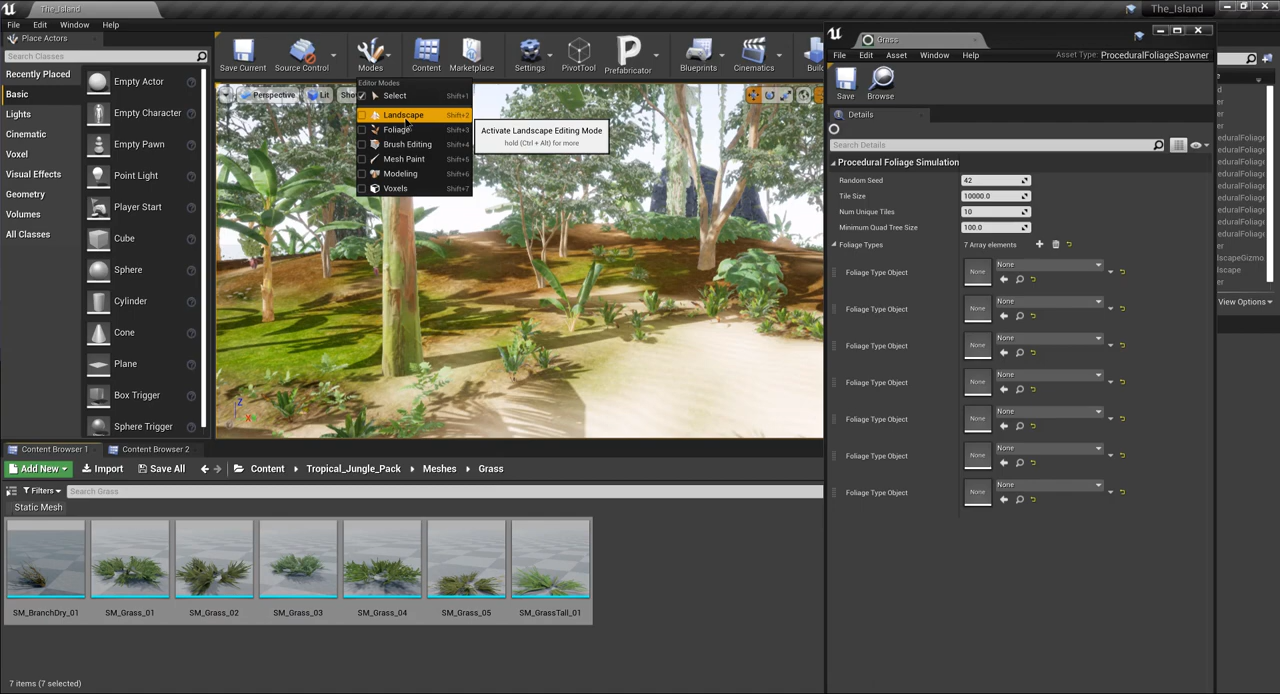 The_Island
The_Island
File Edit Window Help
Place Actors
Search Classes
Recently Placed
Basic
Lights
Cinematic
Voxel
Visual Effects
Geometry
Volumes
All Classes
Empty Actor
Empty Character
Empty Pawn
Point Light
Player Start
Cube
Sphere
Cylinder
Cone
Plane
Box Trigger
Sphere Trigger
Save Current
Source Control
Modes
Content
Marketplace
Settings
PivotTool
Prefabricator
Blueprints
Cinematics
Perspective
Lit
Editor Modes
Select Shift+1
Landscape Shift+2
Foliage Shift+3
Brush Editing Shift+4
Mesh Paint Shift+5
Modeling Shift+6
Voxels Shift+7
Activate Landscape Editing Mode
hold (Ctrl + Alt) for more
Grass
File Edit Asset Window Help
Asset Type: ProceduralFoliageSpawner
Save
Browse
Details
Search Details
Procedural Foliage Simulation
Random Seed 42
Tile Size 10000.0
Num Unique Tiles 10
Minimum Quad Tree Size 100.0
Foliage Types 7 Array elements
Foliage Type Object None None
Foliage Type Object None None
Foliage Type Object None None
Foliage Type Object None None
Foliage Type Object None None
Foliage Type Object None None
Foliage Type Object None None
View Options
Content Browser 1
Content Browser 2
Add New
Import
Save All
Content
Tropical_Jungle_Pack
Meshes
Grass
Filters
Search Grass
Static Mesh
SM_BranchDry_01
SM_Grass_01
SM_Grass_02
SM_Grass_03
SM_Grass_04
SM_Grass_05
SM_GrassTall_01
7 items (7 selected)